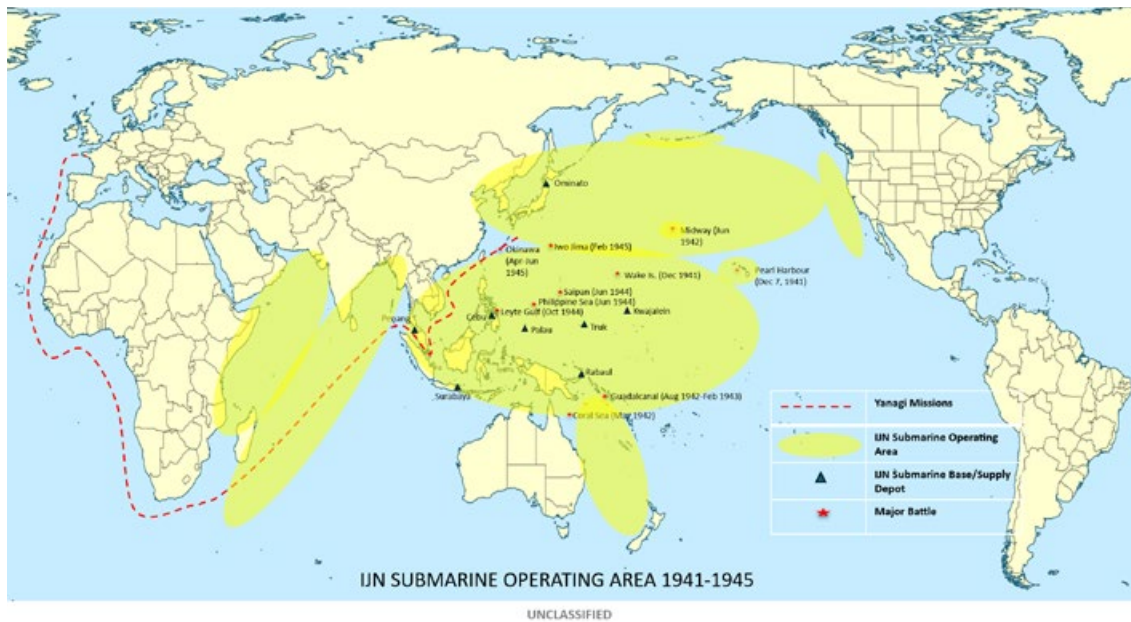 Ominato
Midway (Jun
1942)
Okinawa
(Apr-Jun
1945)
Iwo Jima (Feb 1945)
Pearl Harbour
(Dec 7, 1941)
Wake Is. (Dec 1941)
Saipan (Jun 1944)
Philippine Sea (Jun 1944)
Penang
Cebu
Leyte Gulf (Oct 1944)
Kwajalein
Palau
Truk
Rabaul
Surabaya
Guadalcanal (Aug 1942-Feb 1943)
Coral Sea (May 1942)
Yanagi Missions
IJN Submarine Operating
Area
IJN Submarine Base/Supply
Depot
Major Battle
IJN SUBMARINE OPERATING AREA 1941-1945
UNCLASSIFIED